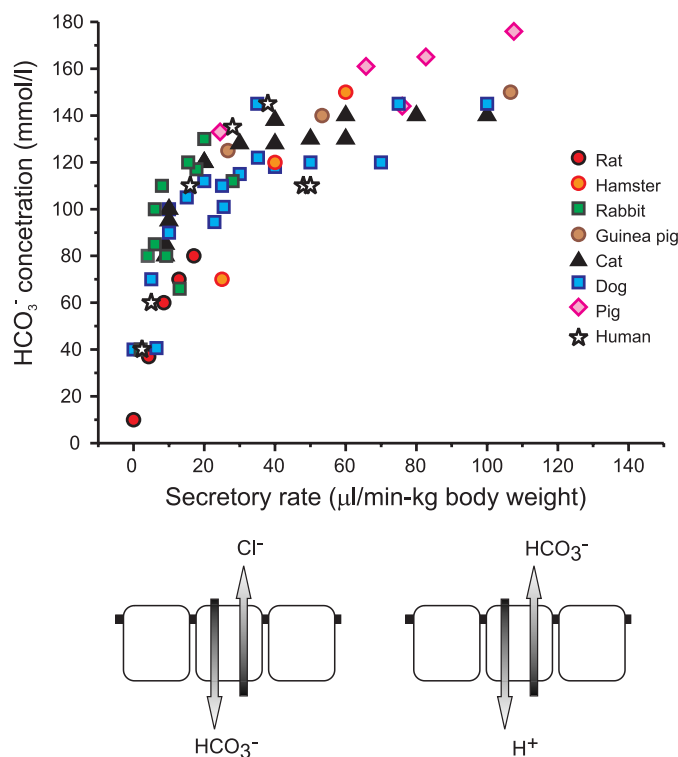 HCO₃⁻ concetration (mmol/l)
180
160
140
120
100
80
60
40
20
10
0
0 20 40 60 80 100 120 140
Secretory rate (µl/min-kg body weight)
Rat
Hamster
Rabbit
Guinea pig
Cat
Dog
Pig
Human
Cl⁻ HCO₃⁻
HCO₃⁻ H⁺